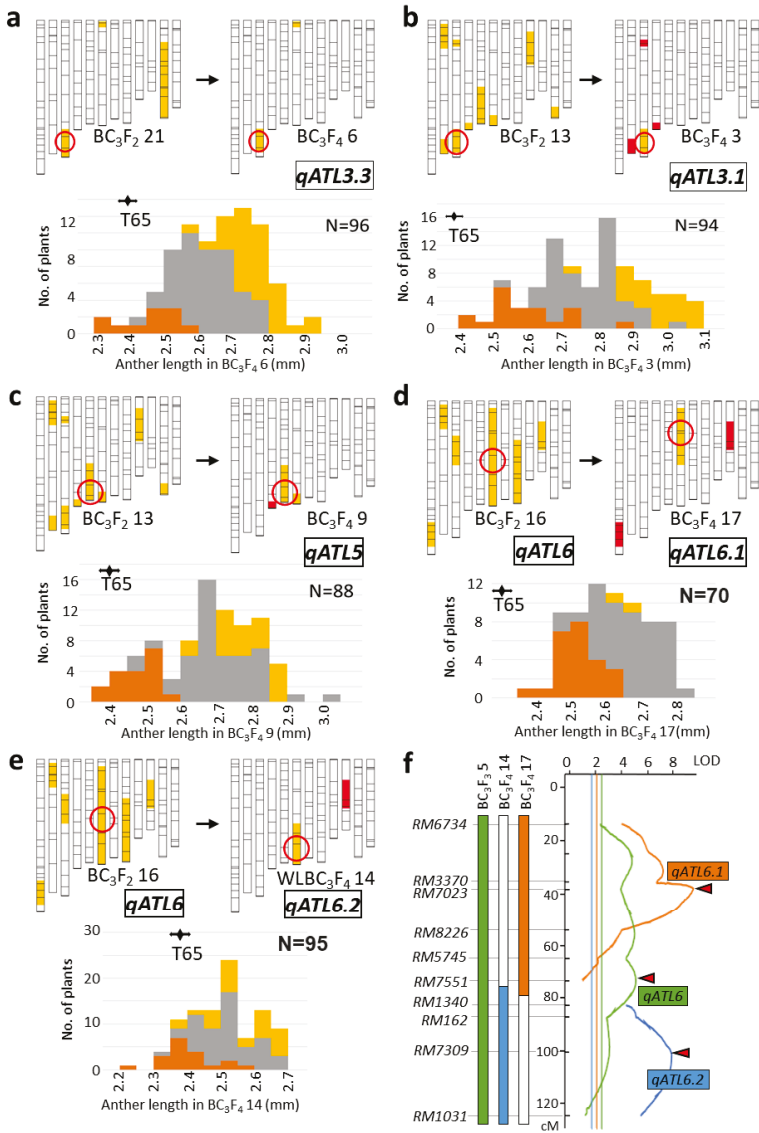 a
BC3F2 21
BC3F4 6
qATL3.3
T65
N=96
No. of plants
12
8
4
0
2.3
2.4
2.5
2.6
2.7
2.8
2.9
3.0
Anther length in BC3F4 6 (mm)
b
BC3F2 13
BC3F4 3
qATL3.1
T65
N=94
No. of plants
16
12
8
4
0
2.4
2.5
2.6
2.7
2.8
2.9
3.0
3.1
Anther length in BC3F4 3 (mm)
c
BC3F2 13
BC3F4 9
qATL5
T65
N=88
No. of plants
16
12
8
4
0
2.4
2.5
2.6
2.7
2.8
2.9
3.0
Anther length in BC3F4 9 (mm)
d
BC3F2 16
BC3F4 17
qATL6
qATL6.1
T65
N=70
No. of plants
12
8
4
0
2.4
2.5
2.6
2.7
2.8
Anther length in BC3F4 17(mm)
e
BC3F2 16
WLBC3F4 14
qATL6
qATL6.2
T65
N=95
No. of plants
30
20
10
0
2.2
2.3
2.4
2.5
2.6
2.7
Anther length in BC3F4 14 (mm)
f
BC3F3 5
BC3F4 14
BC3F4 17
0 2 4 6 8 LOD
0
RM6734
RM3370
RM7023
40
RM8226
60
RM5745
RM7551
RM1340
80
RM162
RM7309
100
RM1031
120
cM
qATL6.1
qATL6
qATL6.2